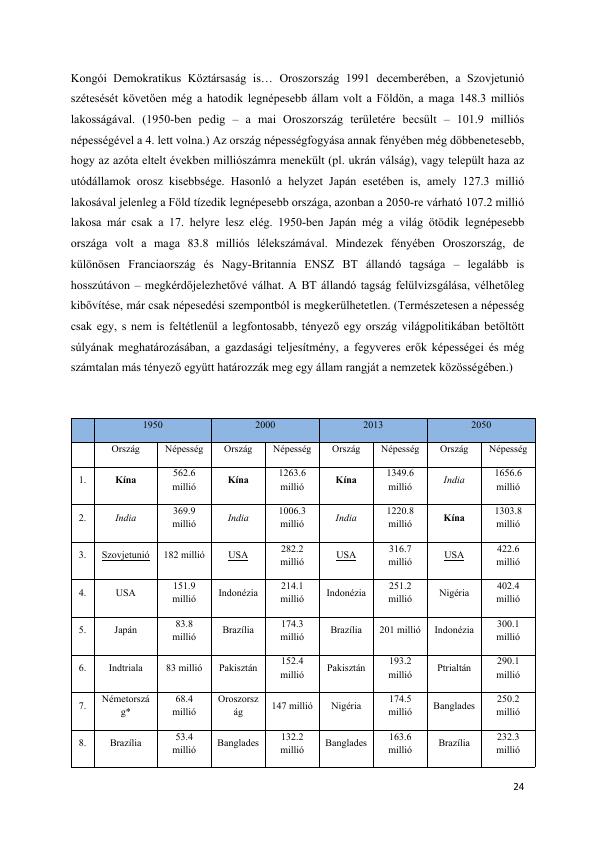 Kongói Demokratikus Köztársaság is… Oroszország 1991 decemberében, a Szovjetunió
szétesését követően még a hatodik legnépesebb állam volt a Földön, a maga 148.3 milliós
lakosságával. (1950-ben pedig – a mai Oroszország területére becsült – 101.9 milliós
népességével a 4. lett volna.) Az ország népességfogyása annak fényében még döbbenetesebb,
hogy az azóta eltelt években milliószámra menekült (pl. ukrán válság), vagy települt haza az
utódállamok orosz kisebbsége. Hasonló a helyzet Japán esetében is, amely 127.3 millió
lakosával jelenleg a Föld tízedik legnépesebb országa, azonban a 2050-re várható 107.2 millió
lakosa már csak a 17. helyre lesz elég. 1950-ben Japán még a világ ötödik legnépesebb
országa volt a maga 83.8 milliós lélekszámával. Mindezek fényében Oroszország, de
különösen Franciaország és Nagy-Britannia ENSZ BT állandó tagsága – legalább is
hosszútávon – megkérdőjelezhetővé válhat. A BT állandó tagság felülvizsgálása, vélhetőleg
kibővítése, már csak népesedési szempontból is megkerülhetetlen. (Természetesen a népesség
csak egy, s nem is feltétlenül a legfontosabb, tényező egy ország világpolitikában betöltött
súlyának meghatározásában, a gazdasági teljesítmény, a fegyveres erők képességei és még
számtalan más tényező együtt határozzák meg egy állam rangját a nemzetek közösségében.)
1950 2000 2013 2050
Ország Népesség Ország Népesség Ország Népesség Ország Népesség
1. Kína 562.6 millió Kína 1263.6 millió Kína 1349.6 millió India 1656.6 millió
2. India 369.9 millió India 1006.3 millió India 1220.8 millió Kína 1303.8 millió
3. Szovjetunió 182 millió USA 282.2 millió USA 316.7 millió USA 422.6 millió
4. USA 151.9 millió Indonézia 214.1 millió Indonézia 251.2 millió Nigéria 402.4 millió
5. Japán 83.8 millió Brazília 174.3 millió Brazília 201 millió Indonézia 300.1 millió
6. Indtriala 83 millió Pakisztán 152.4 millió Pakisztán 193.2 millió Ptrialtán 290.1 millió
7. Németország* 68.4 millió Oroszország 147 millió Nigéria 174.5 millió Banglades 250.2 millió
8. Brazília 53.4 millió Banglades 132.2 millió Banglades 163.6 millió Brazília 232.3 millió
24